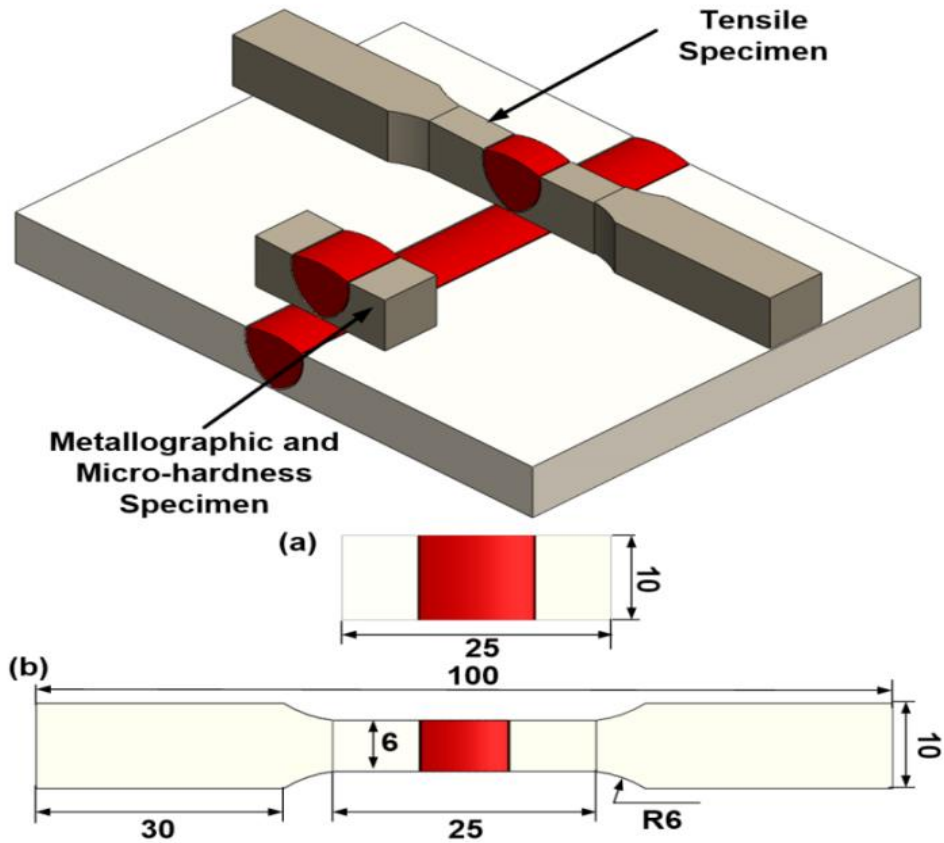 Tensile
Specimen
Metallographic and
Micro-hardness
Specimen
(a)
10
25
(b)
100
6
10
30
25
R6